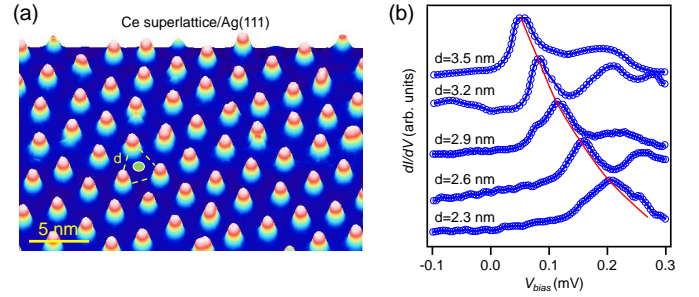 (a)
Ce superlattice/Ag(111)
d
5 nm
(b)
dI/dV (arb. units)
d=3.5 nm
d=3.2 nm
d=2.9 nm
d=2.6 nm
d=2.3 nm
-0.1 0.0 0.1 0.2 0.3
V_bias (mV)